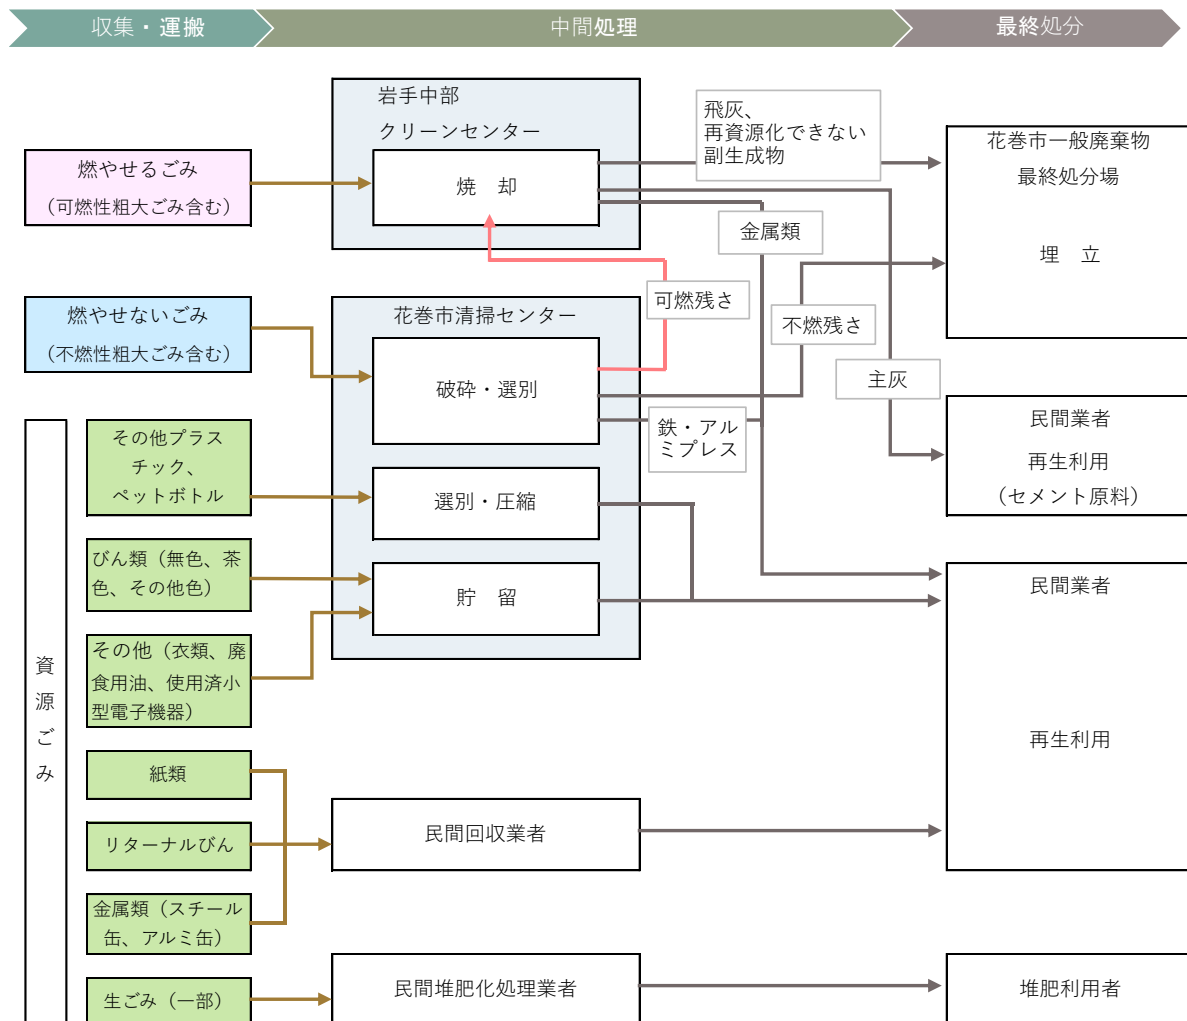 収集・運搬
中間処理
最終処分
岩手中部
クリーンセンター
焼　却
飛灰、
再資源化できない
副生成物
花巻市一般廃棄物
最終処分場
埋　立
燃やせるごみ
（可燃性粗大ごみ含む）
金属類
可燃残さ
不燃残さ
主灰
燃やせないごみ
（不燃性粗大ごみ含む）
花巻市清掃センター
破砕・選別
鉄・アル
ミプレス
民間業者
再生利用
（セメント原料）
資源ごみ
その他プラス
チック、
ペットボトル
選別・圧縮
びん類（無色、茶
色、その他色）
貯　留
民間業者
再生利用
その他（衣類、廃
食用油、使用済小
型電子機器）
紙類
リターナルびん
民間回収業者
金属類（スチール
缶、アルミ缶）
生ごみ（一部）
民間堆肥化処理業者
堆肥利用者